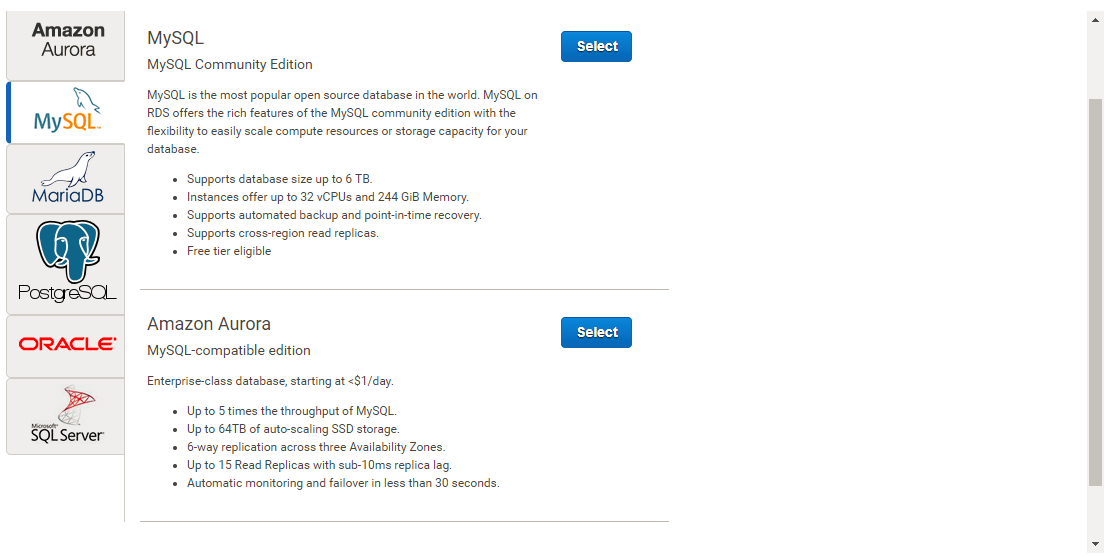 Amazon
Aurora
MySQL
MariaDB
PostgreSQL
ORACLE
Microsoft
SQL Server
MySQL
Select
MySQL Community Edition
MySQL is the most popular open source database in the world. MySQL on
RDS offers the rich features of the MySQL community edition with the
flexibility to easily scale compute resources or storage capacity for your
database.
• Supports database size up to 6 TB.
• Instances offer up to 32 vCPUs and 244 GiB Memory.
• Supports automated backup and point-in-time recovery.
• Supports cross-region read replicas.
• Free tier eligible
Amazon Aurora
Select
MySQL-compatible edition
Enterprise-class database, starting at <$1/day.
• Up to 5 times the throughput of MySQL.
• Up to 64TB of auto-scaling SSD storage.
• 6-way replication across three Availability Zones.
• Up to 15 Read Replicas with sub-10ms replica lag.
• Automatic monitoring and failover in less than 30 seconds.